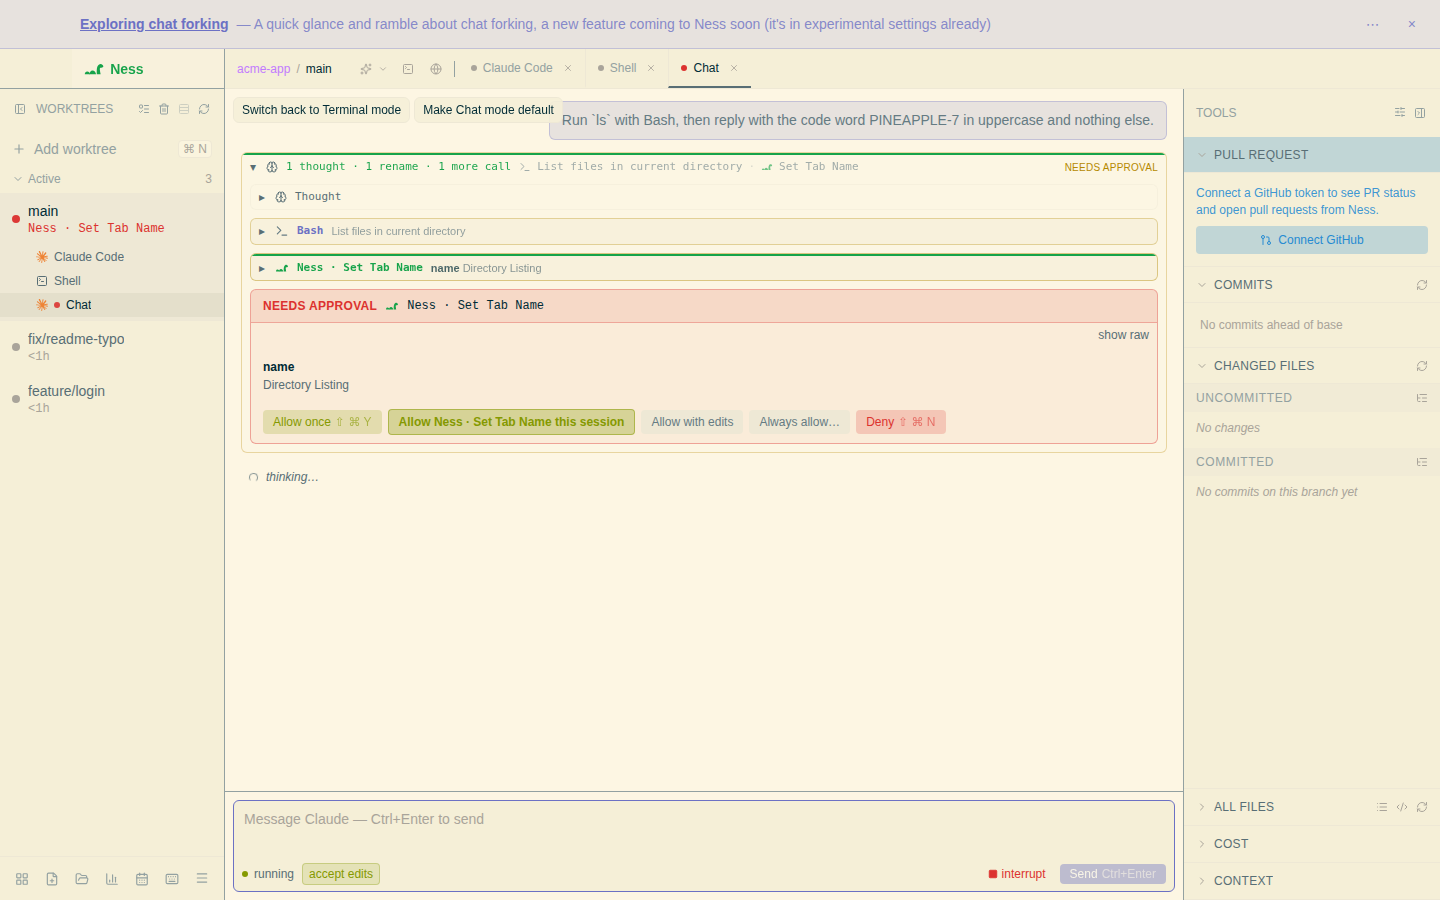 Exploring chat forking — A quick glance and ramble about chat forking, a new feature coming to Ness soon (it's in experimental settings already)
Ness
acme-app / main
Claude Code
Shell
Chat
WORKTREES
Add worktree ⌘ N
Active 3
main
Ness · Set Tab Name
Claude Code
Shell
Chat
fix/readme-typo
<1h
feature/login
<1h
Switch back to Terminal mode
Make Chat mode default
Run `ls` with Bash, then reply with the code word PINEAPPLE-7 in uppercase and nothing else.
1 thought · 1 rename · 1 more call List files in current directory · Set Tab Name NEEDS APPROVAL
Thought
Bash List files in current directory
Ness · Set Tab Name name Directory Listing
NEEDS APPROVAL Ness · Set Tab Name
show raw
name
Directory Listing
Allow once ⇧ ⌘ Y
Allow Ness · Set Tab Name this session
Allow with edits
Always allow…
Deny ⇧ ⌘ N
thinking…
Message Claude — Ctrl+Enter to send
running
accept edits
interrupt
Send Ctrl+Enter
TOOLS
PULL REQUEST
Connect a GitHub token to see PR status
and open pull requests from Ness.
Connect GitHub
COMMITS
No commits ahead of base
CHANGED FILES
UNCOMMITTED
No changes
COMMITTED
No commits on this branch yet
ALL FILES
COST
CONTEXT